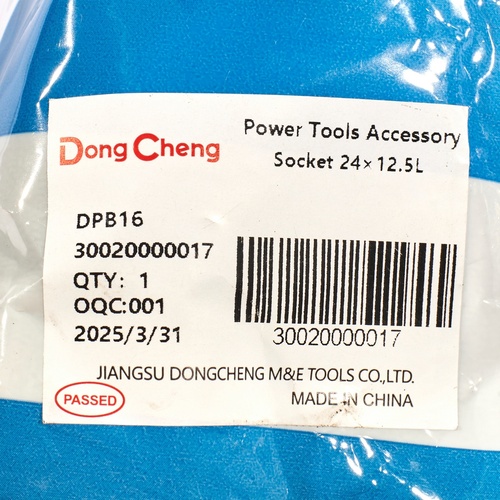 Dong Cheng
Power Tools Accessory
Socket 24×12.5L
DPB16
30020000017
QTY: 1
OQC:001
2025/3/31
30020000017
JIANGSU DONGCHENG M&E TOOLS CO.,LTD.
PASSED
MADE IN CHINA